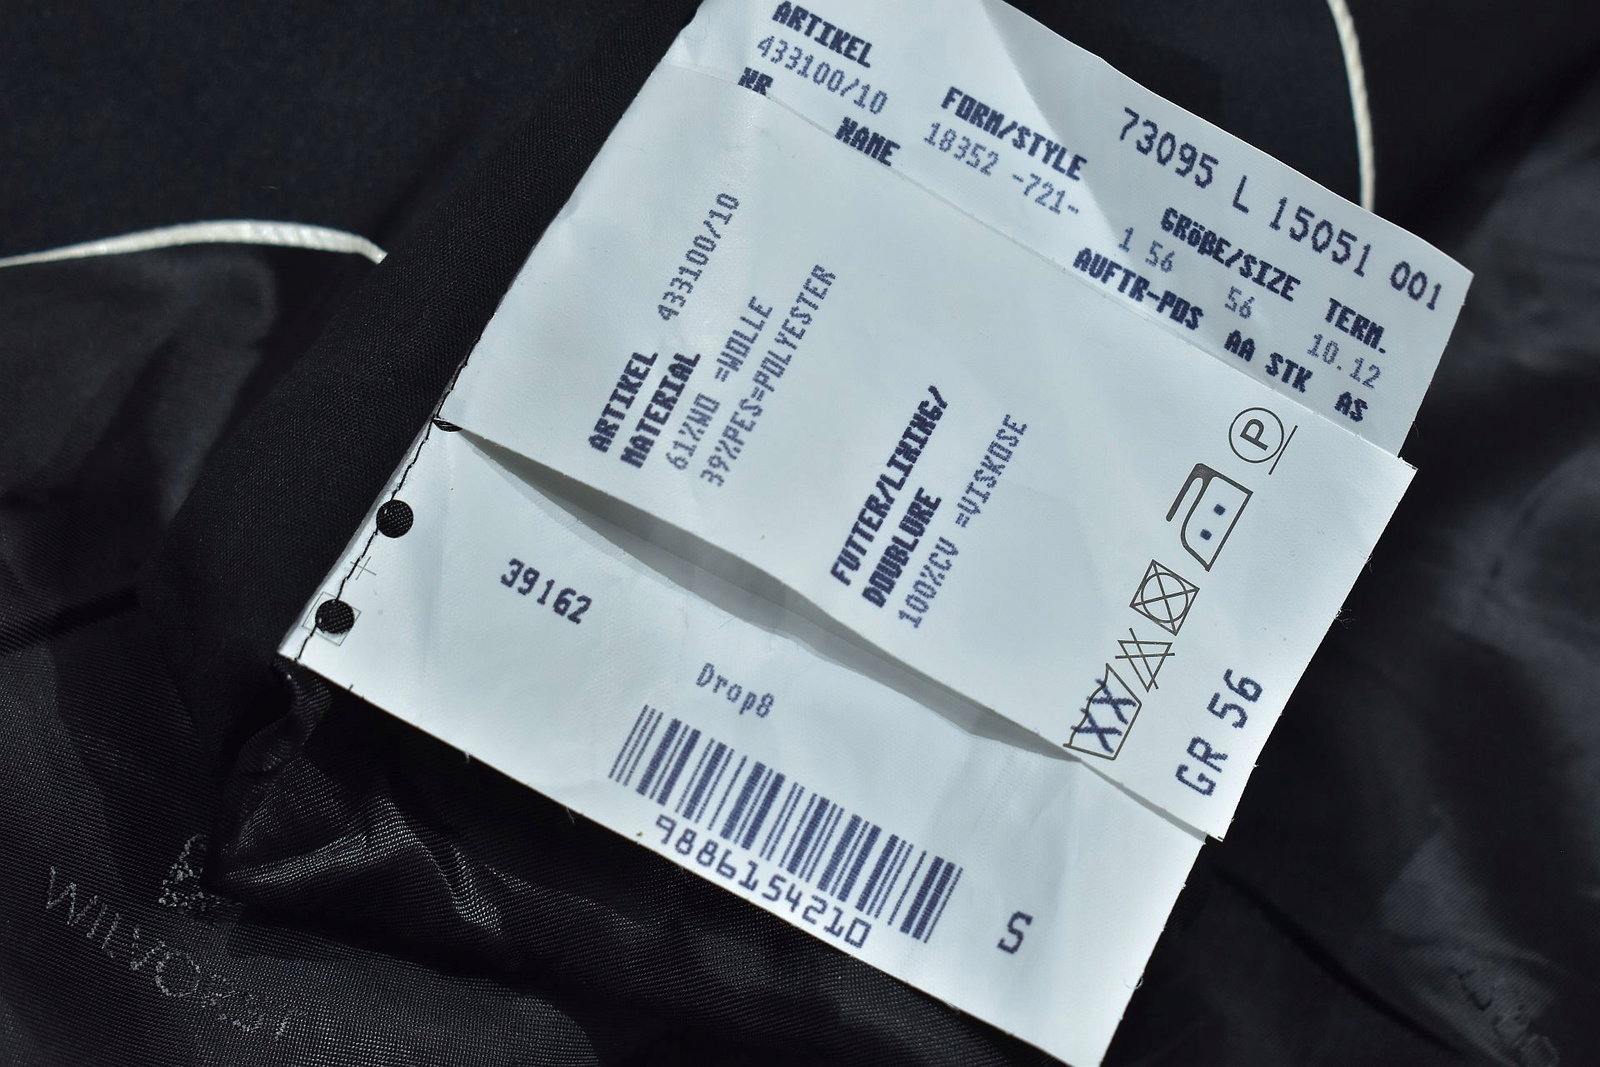 73095 L 15051 001
ARTIKEL
433100/10
FORM/STYLE
18352 -721-
GRÖßE/SIZE
1 56
56
TERM.
10.12
NR
NAME
AUFTR-POS
AA STK
AS
ARTIKEL 433100/10
MATERIAL
61%WO =WOLLE
39%PES=POLYESTER
FUTTER/LINING/
DOUBLURE
100%CV =VISKOSE
P
GR 56
39162
Drop8
9886154210
S
WILVORST